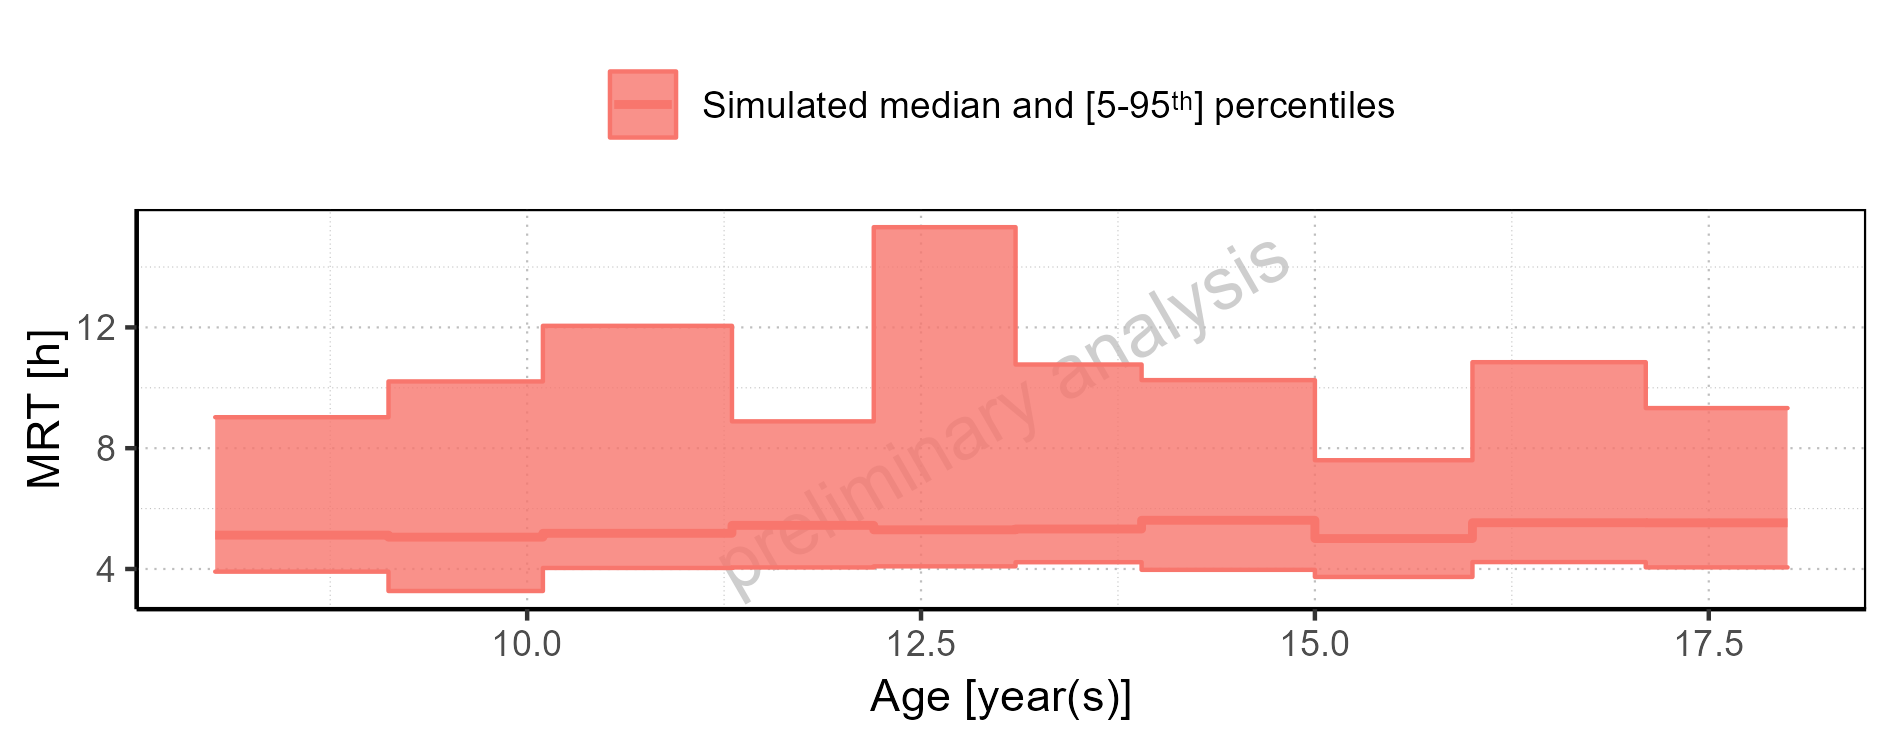 Simulated median and [5-95th] percentiles
MRT [h]
12
8
4
preliminary analysis
10.0
12.5
15.0
17.5
Age [year(s)]